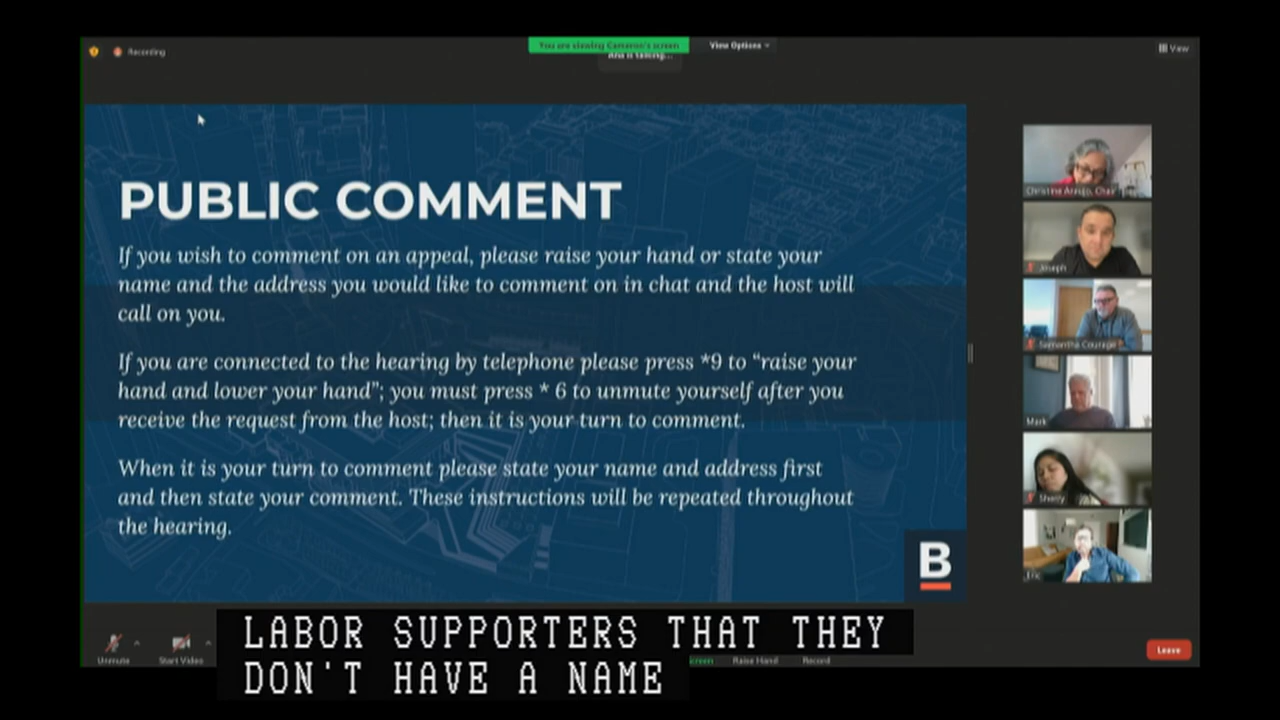 Recording
You are viewing Cameron's screen
View Options
View
PUBLIC COMMENT
If you wish to comment on an appeal, please raise your hand or state your
name and the address you would like to comment on in chat and the host will
call on you.
If you are connected to the hearing by telephone please press *9 to “raise your
hand and lower your hand”; you must press * 6 to unmute yourself after you
receive the request from the host; then it is your turn to comment.
When it is your turn to comment please state your name and address first
and then state your comment. These instructions will be repeated throughout
the hearing.
B
Christine Araujo, Chair
Joseph
Samantha
Mark
Sherry
Eric
Unmute
Start Video
Raise Hand
Record
Leave
LABOR SUPPORTERS THAT THEY
DON'T HAVE A NAME